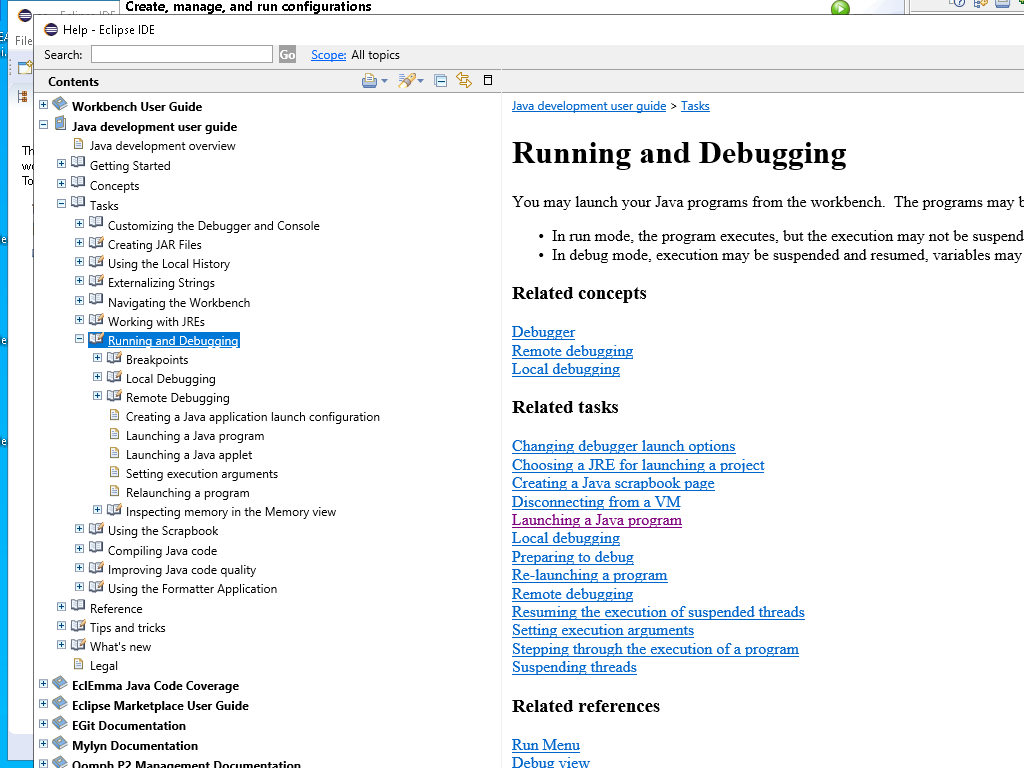 Create, manage, and run configurations
Help - Eclipse IDE
File
Search:
Go
Scope: All topics
Contents
Workbench User Guide
Java development user guide
Java development overview
Getting Started
Concepts
Tasks
Customizing the Debugger and Console
Creating JAR Files
Using the Local History
Externalizing Strings
Navigating the Workbench
Working with JREs
Running and Debugging
Breakpoints
Local Debugging
Remote Debugging
Creating a Java application launch configuration
Launching a Java program
Launching a Java applet
Setting execution arguments
Relaunching a program
Inspecting memory in the Memory view
Using the Scrapbook
Compiling Java code
Improving Java code quality
Using the Formatter Application
Reference
Tips and tricks
What's new
Legal
EclEmma Java Code Coverage
Eclipse Marketplace User Guide
EGit Documentation
Mylyn Documentation
Oomph P2 Management Documentation
Java development user guide > Tasks
Running and Debugging
You may launch your Java programs from the workbench. The programs may b
• In run mode, the program executes, but the execution may not be suspend
• In debug mode, execution may be suspended and resumed, variables may
Related concepts
Debugger
Remote debugging
Local debugging
Related tasks
Changing debugger launch options
Choosing a JRE for launching a project
Creating a Java scrapbook page
Disconnecting from a VM
Launching a Java program
Local debugging
Preparing to debug
Re-launching a program
Remote debugging
Resuming the execution of suspended threads
Setting execution arguments
Stepping through the execution of a program
Suspending threads
Related references
Run Menu
Debug view